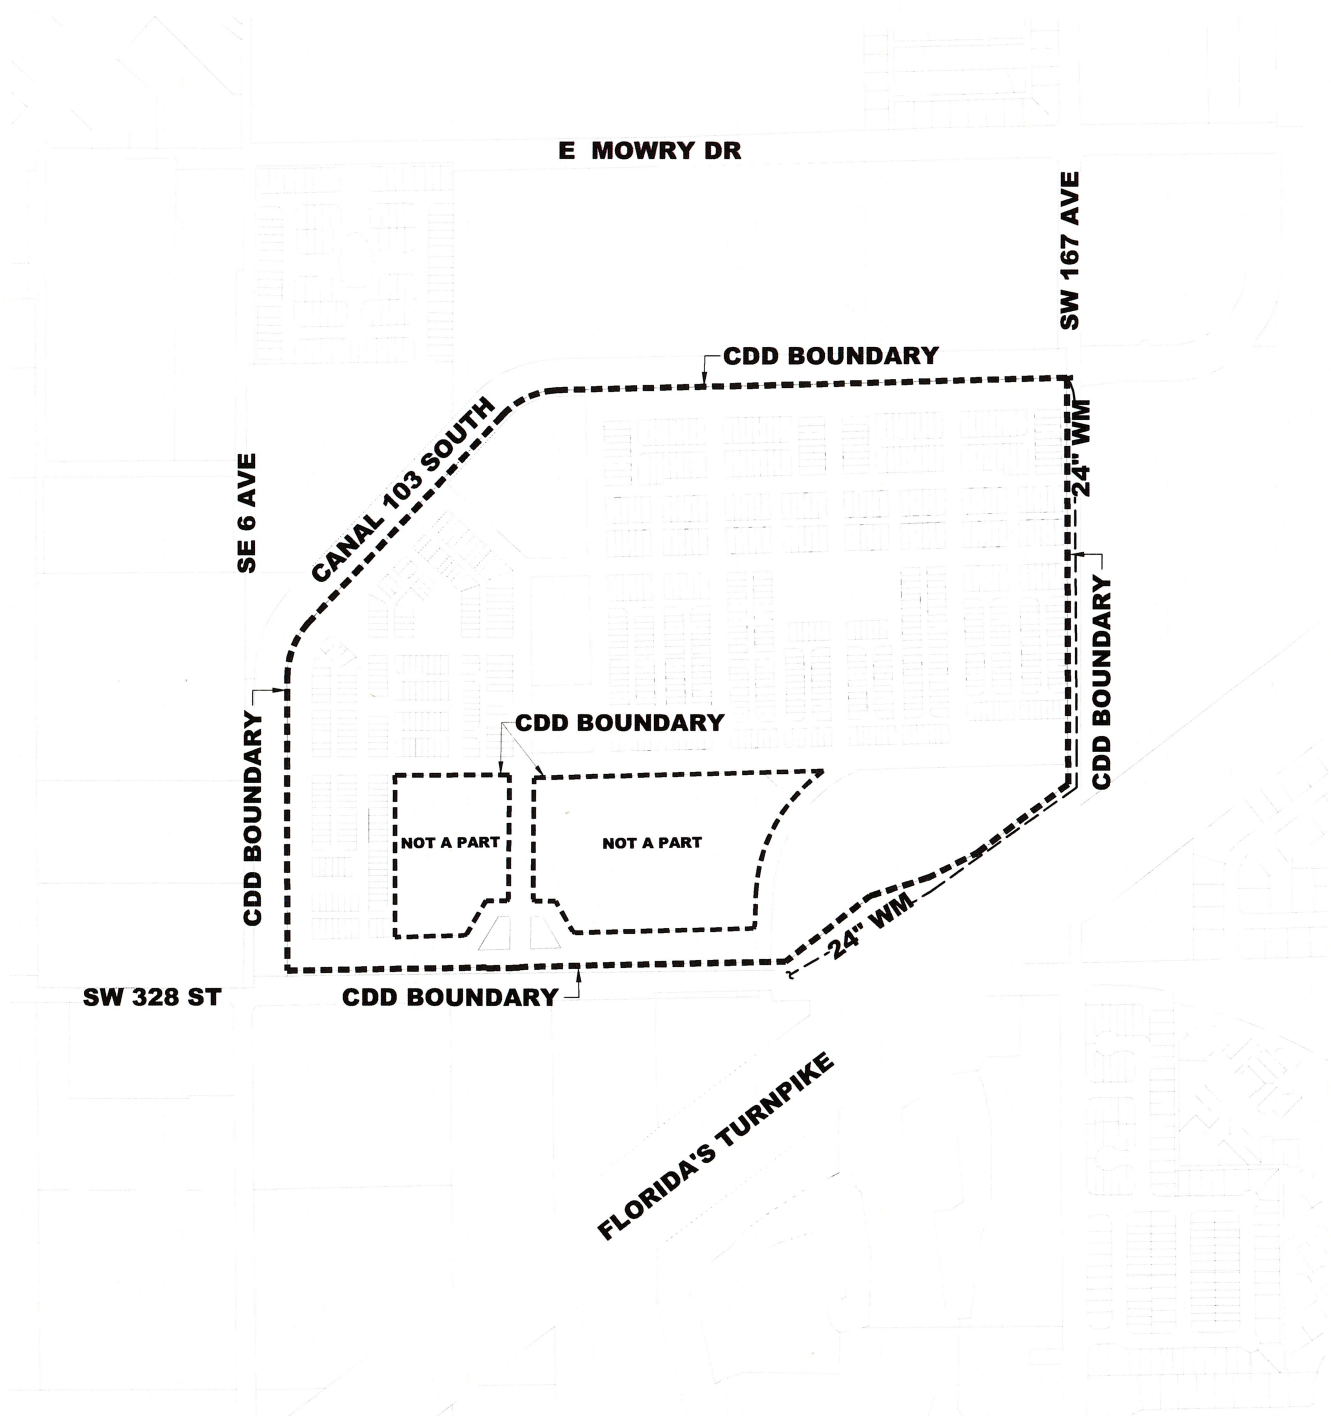 E MOWRY DR
SW 167 AVE
CDD BOUNDARY
24" WM
CANAL 103 SOUTH
SE 6 AVE
CDD BOUNDARY
CDD BOUNDARY
CDD BOUNDARY
NOT A PART
NOT A PART
24" WM
SW 328 ST
CDD BOUNDARY
FLORIDA'S TURNPIKE